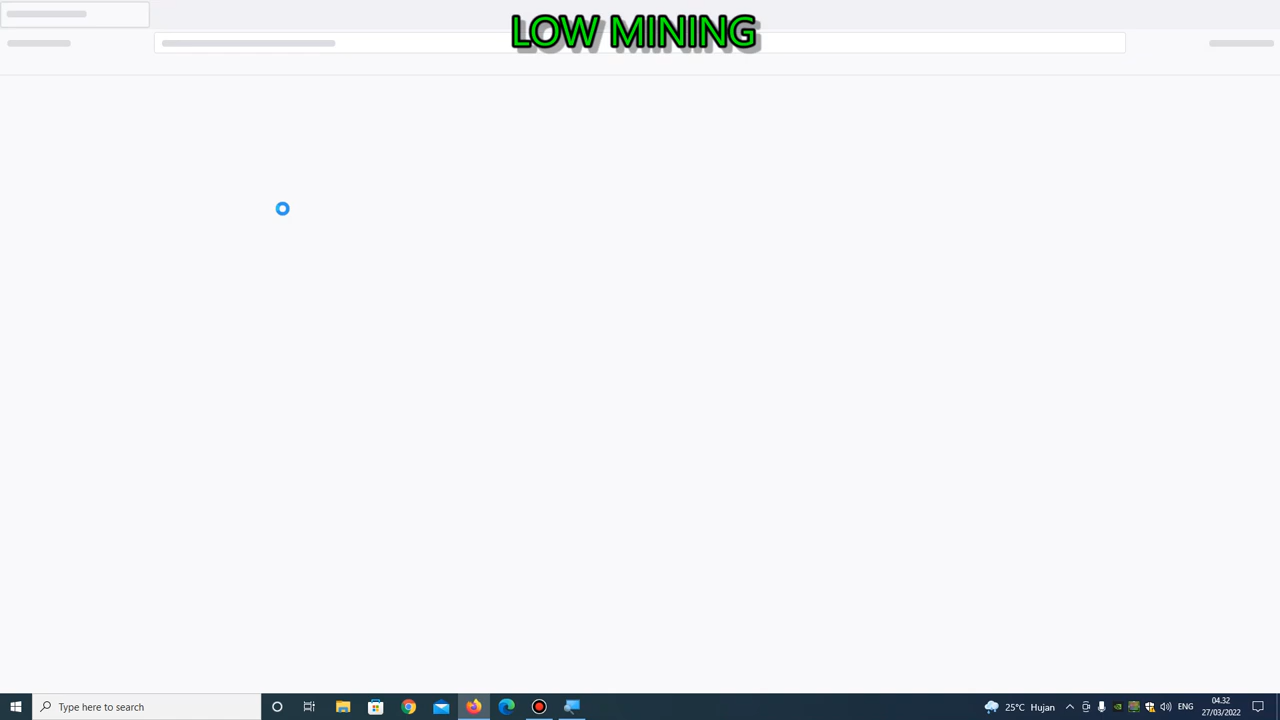 LOW MINING
Type here to search
25°C Hujan
ENG
04.32
27/03/2022